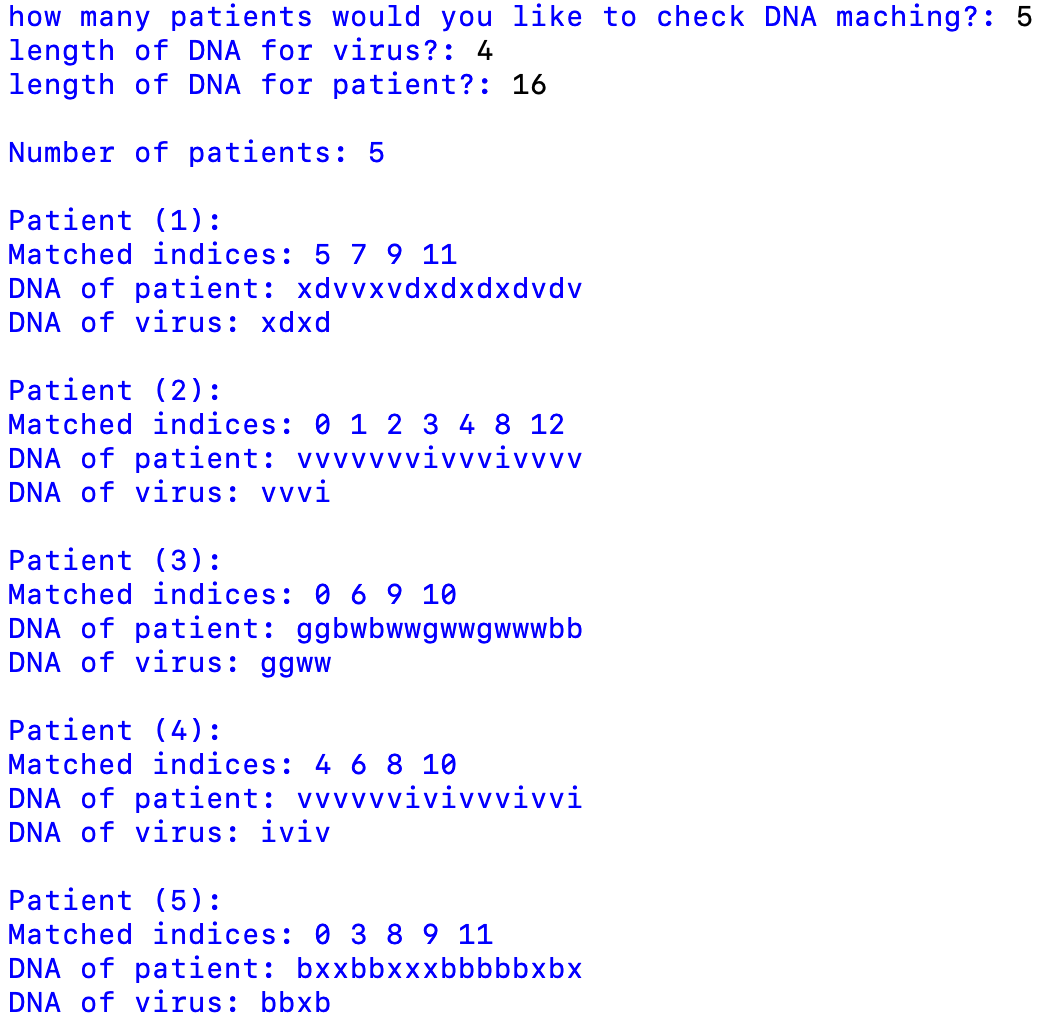 how many patients would you like to check DNA maching?: 5
length of DNA for virus?: 4
length of DNA for patient?: 16
Number of patients: 5
Patient (1):
Matched indices: 5 7 9 11
DNA of patient: xdvvxvdxdxdxdvdv
DNA of virus: xdxd
Patient (2):
Matched indices: 0 1 2 3 4 8 12
DNA of patient: vvvvvvvivvvivvvv
DNA of virus: vvvi
Patient (3):
Matched indices: 0 6 9 10
DNA of patient: ggbwbwwgwwgwwwbb
DNA of virus: ggww
Patient (4):
Matched indices: 4 6 8 10
DNA of patient: vvvvvvivivvvivvi
DNA of virus: iviv
Patient (5):
Matched indices: 0 3 8 9 11
DNA of patient: bxxbbxxxbbbbbxbx
DNA of virus: bbxb